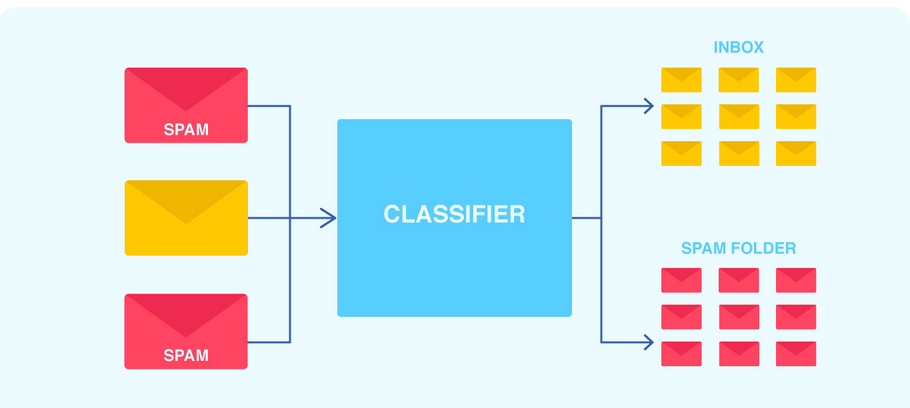 SPAM
SPAM
CLASSIFIER
INBOX
SPAM FOLDER